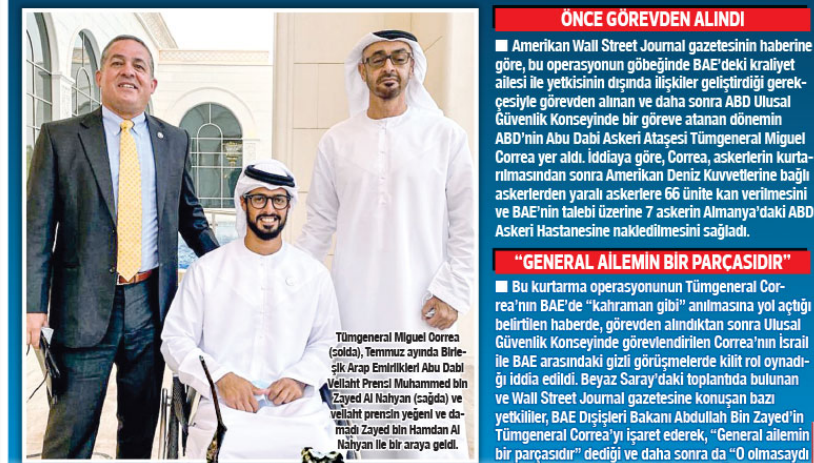 Tümgeneral Miguel Oorrea
(solda), Temmuz ayında Birle-
şik Arap Emirlikleri Abu Dabi
Veliaht Prensi Muhammed bin
Zayed Al Nahyan (sağda) ve
veliaht prensin yeğeni ve da-
madı Zayed bin Hamdan Al
Nahyan ile bir araya geldi.
ÖNCE GÖREVDEN ALINDI
■ Amerikan Wall Street Journal gazetesinin haberine
göre, bu operasyonun göbeğinde BAE’deki kraliyet
ailesi ile yetkisinin dışında ilişkiler geliştirdiği gerek-
çesiyle görevden alınan ve daha sonra ABD Ulusal
Güvenlik Konseyinde bir göreve atanan dönemin
ABD’nin Abu Dabi Askeri Ataşesi Tümgeneral Miguel
Correa yer aldı. İddiaya göre, Correa, askerlerin kurta-
rılmasından sonra Amerikan Deniz Kuvvetlerine bağlı
askerlerden yaralı askerlere 66 ünite kan verilmesini
ve BAE’nin talebi üzerine 7 askerin Almanya’daki ABD
Askeri Hastanesine nakledilmesini sağladı.
“GENERAL AİLEMİN BİR PARÇASIDIR”
■ Bu kurtarma operasyonunun Tümgeneral Cor-
rea’nın BAE’de “kahraman gibi” anılmasına yol açtığı
belirtilen haberde, görevden alındıktan sonra Ulusal
Güvenlik Konseyinde görevlendirilen Correa’nın İsrail
ile BAE arasındaki gizli görüşmelerde kilit rol oynadı-
ğı iddia edildi. Beyaz Saray’daki toplantıda bulunan
ve Wall Street Journal gazetesine konuşan bazı
yetkililer, BAE Dışişleri Bakanı Abdullah Bin Zayed’in
Tümgeneral Correa’yı işaret ederek, “General ailemin
bir parçasıdır” dediği ve daha sonra da “O olmasaydı